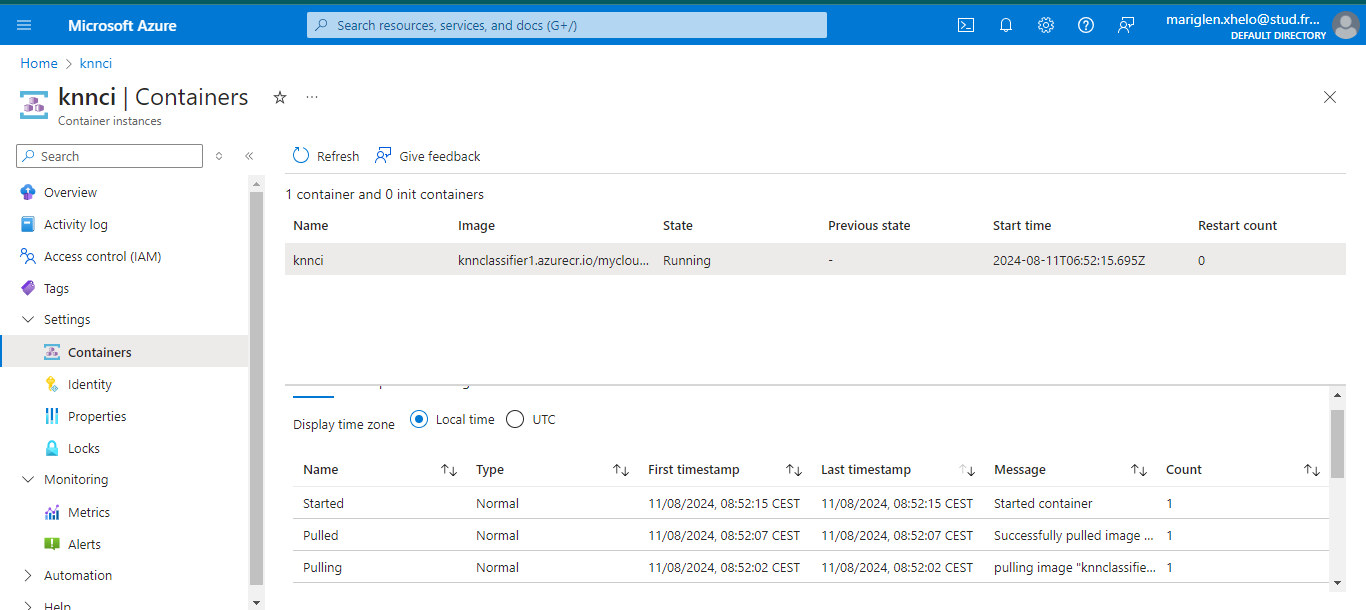 Microsoft Azure
Search resources, services, and docs (G+/)
mariglen.xhelo@stud.fr...
DEFAULT DIRECTORY
Home > knnci
knnci | Containers
Container instances
Search
Overview
Activity log
Access control (IAM)
Tags
Settings
Containers
Identity
Properties
Locks
Monitoring
Metrics
Alerts
Automation
Help
Refresh Give feedback
1 container and 0 init containers
Name Image State Previous state Start time Restart count
knnci knnclassifier1.azurecr.io/myclou... Running - 2024-08-11T06:52:15.695Z 0
Display time zone Local time UTC
Name Type First timestamp Last timestamp Message Count
Started Normal 11/08/2024, 08:52:15 CEST 11/08/2024, 08:52:15 CEST Started container 1
Pulled Normal 11/08/2024, 08:52:07 CEST 11/08/2024, 08:52:07 CEST Successfully pulled image ... 1
Pulling Normal 11/08/2024, 08:52:02 CEST 11/08/2024, 08:52:02 CEST pulling image "knnclassifie... 1